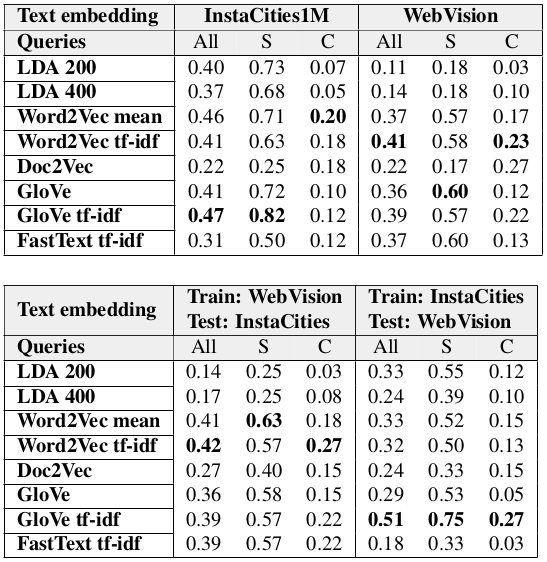 Text embedding InstaCities1M WebVision
Queries All S C All S C
LDA 200 0.40 0.73 0.07 0.11 0.18 0.03
LDA 400 0.37 0.68 0.05 0.14 0.18 0.10
Word2Vec mean 0.46 0.71 0.20 0.37 0.57 0.17
Word2Vec tf-idf 0.41 0.63 0.18 0.41 0.58 0.23
Doc2Vec 0.22 0.25 0.18 0.22 0.17 0.27
GloVe 0.41 0.72 0.10 0.36 0.60 0.12
GloVe tf-idf 0.47 0.82 0.12 0.39 0.57 0.22
FastText tf-idf 0.31 0.50 0.12 0.37 0.60 0.13
Text embedding Train: WebVision Train: InstaCities
Test: InstaCities Test: WebVision
Queries All S C All S C
LDA 200 0.14 0.25 0.03 0.33 0.55 0.12
LDA 400 0.17 0.25 0.08 0.24 0.39 0.10
Word2Vec mean 0.41 0.63 0.18 0.33 0.52 0.15
Word2Vec tf-idf 0.42 0.57 0.27 0.32 0.50 0.13
Doc2Vec 0.27 0.40 0.15 0.24 0.33 0.15
GloVe 0.36 0.58 0.15 0.29 0.53 0.05
GloVe tf-idf 0.39 0.57 0.22 0.51 0.75 0.27
FastText tf-idf 0.39 0.57 0.22 0.18 0.33 0.03